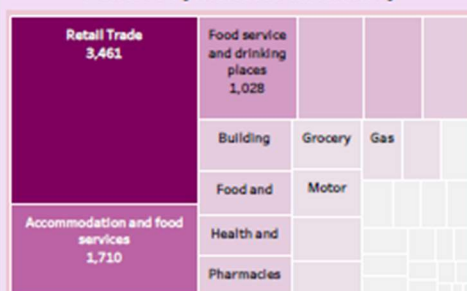 Retail Trade
3,461
Food service
and drinking
places
1,028
Building
Grocery
Gas
Food and
Motor
Accommodation and food
services
1,710
Health and
Pharmacies